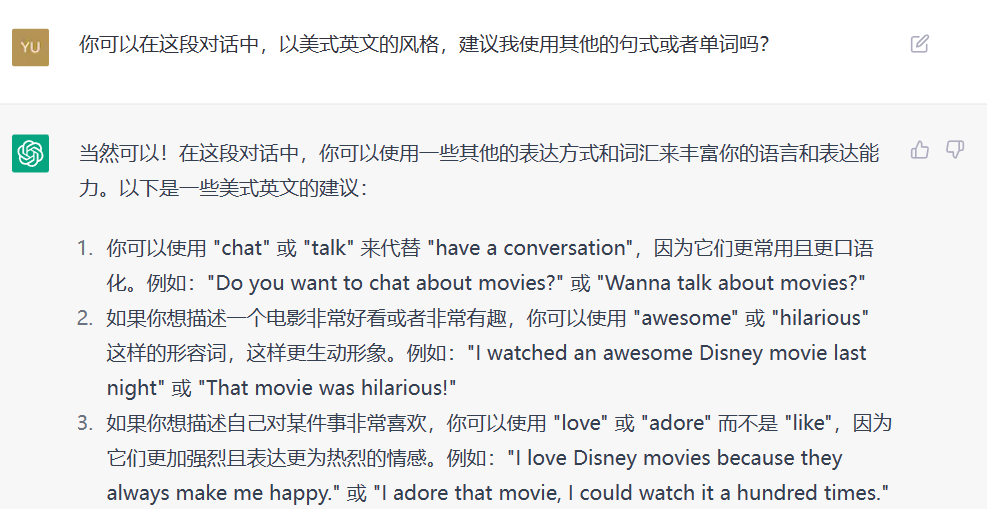 YU
你可以在这段对话中，以美式英文的风格，建议我使用其他的句式或者单词吗？
当然可以！在这段对话中，你可以使用一些其他的表达方式和词汇来丰富你的语言和表达能
力。以下是一些美式英文的建议：
1. 你可以使用 "chat" 或 "talk" 来代替 "have a conversation"，因为它们更常用且更口语
化。例如："Do you want to chat about movies?" 或 "Wanna talk about movies?"
2. 如果你想描述一个电影非常好看或者非常有趣，你可以使用 "awesome" 或 "hilarious"
这样的形容词，这样更生动形象。例如："I watched an awesome Disney movie last
night" 或 "That movie was hilarious!"
3. 如果你想描述自己对某件事非常喜欢，你可以使用 "love" 或 "adore" 而不是 "like"，因为
它们更加强烈且表达更为热烈的情感。例如："I love Disney movies because they
always make me happy." 或 "I adore that movie, I could watch it a hundred times."